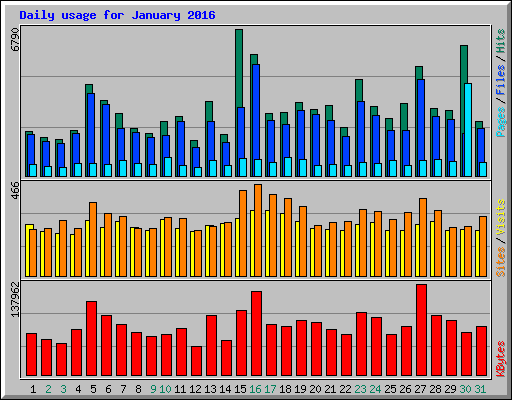 Daily usage for January 2016
6790
Pages / Files / Hits
466
Sites / Visits
137962
KBytes
1 2 3 4 5 6 7 8 9 10 11 12 13 14 15 16 17 18 19 20 21 22 23 24 25 26 27 28 29 30 31